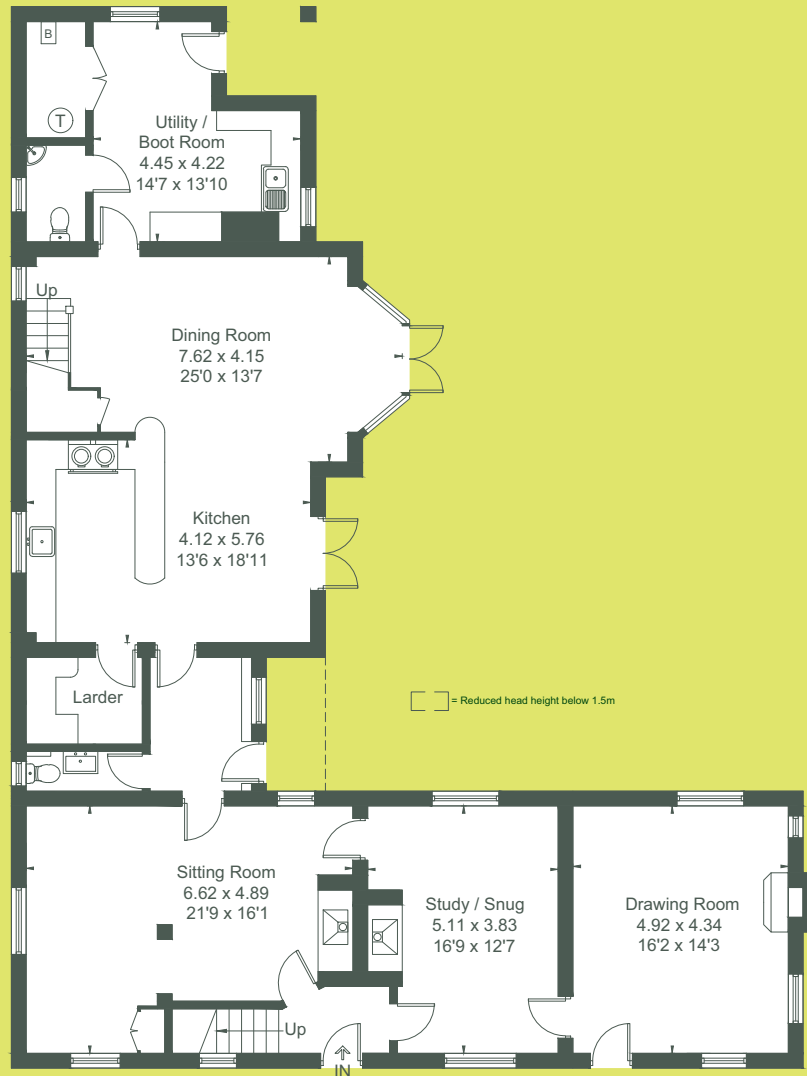 B
T
Utility /
Boot Room
4.45 x 4.22
14'7 x 13'10
Up
Dining Room
7.62 x 4.15
25'0 x 13'7
Kitchen
4.12 x 5.76
13'6 x 18'11
Larder
= Reduced head height below 1.5m
Sitting Room
6.62 x 4.89
21'9 x 16'1
Study / Snug
5.11 x 3.83
16'9 x 12'7
Drawing Room
4.92 x 4.34
16'2 x 14'3
Up
IN